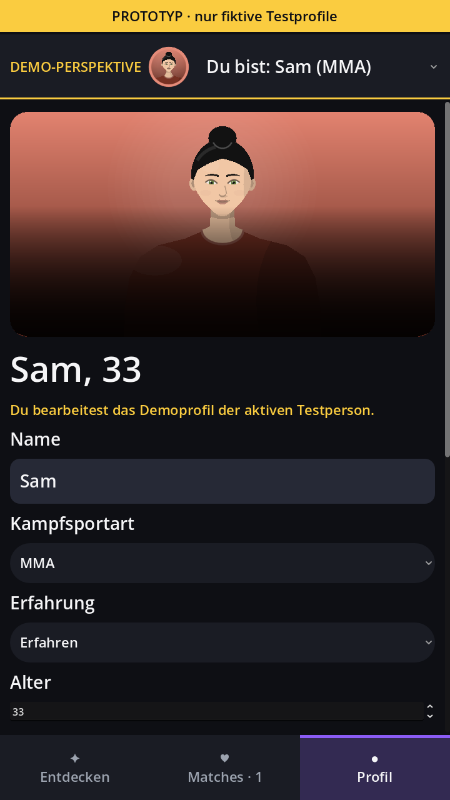 PROTOTYP · nur fiktive Testprofile
DEMO-PERSPEKTIVE
Du bist: Sam (MMA)
Sam, 33
Du bearbeitest das Demoprofil der aktiven Testperson.
Name
Sam
Kampfsportart
MMA
Erfahrung
Erfahren
Alter
33
Entdecken
Matches · 1
Profil